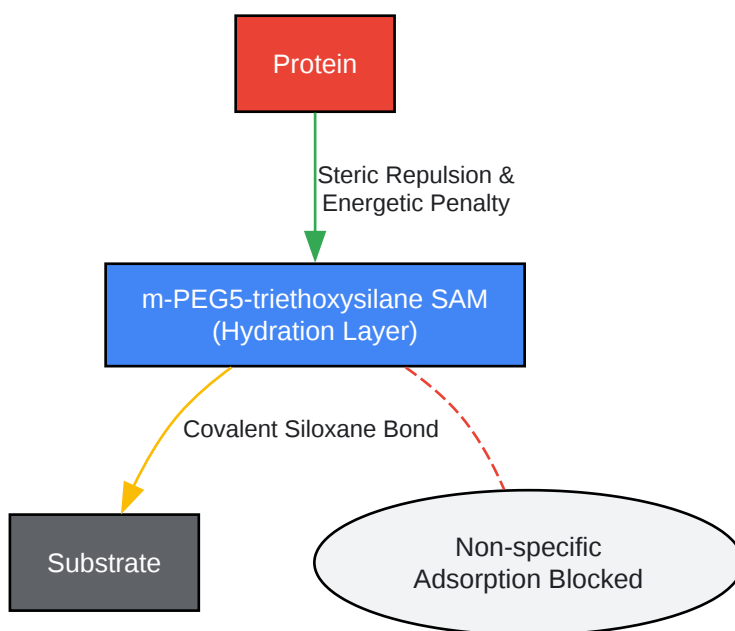 Protein
Steric Repulsion &
Energetic Penalty
m-PEG5-triethoxysilane SAM
(Hydration Layer)
Covalent Siloxane Bond
Substrate
Non-specific
Adsorption Blocked